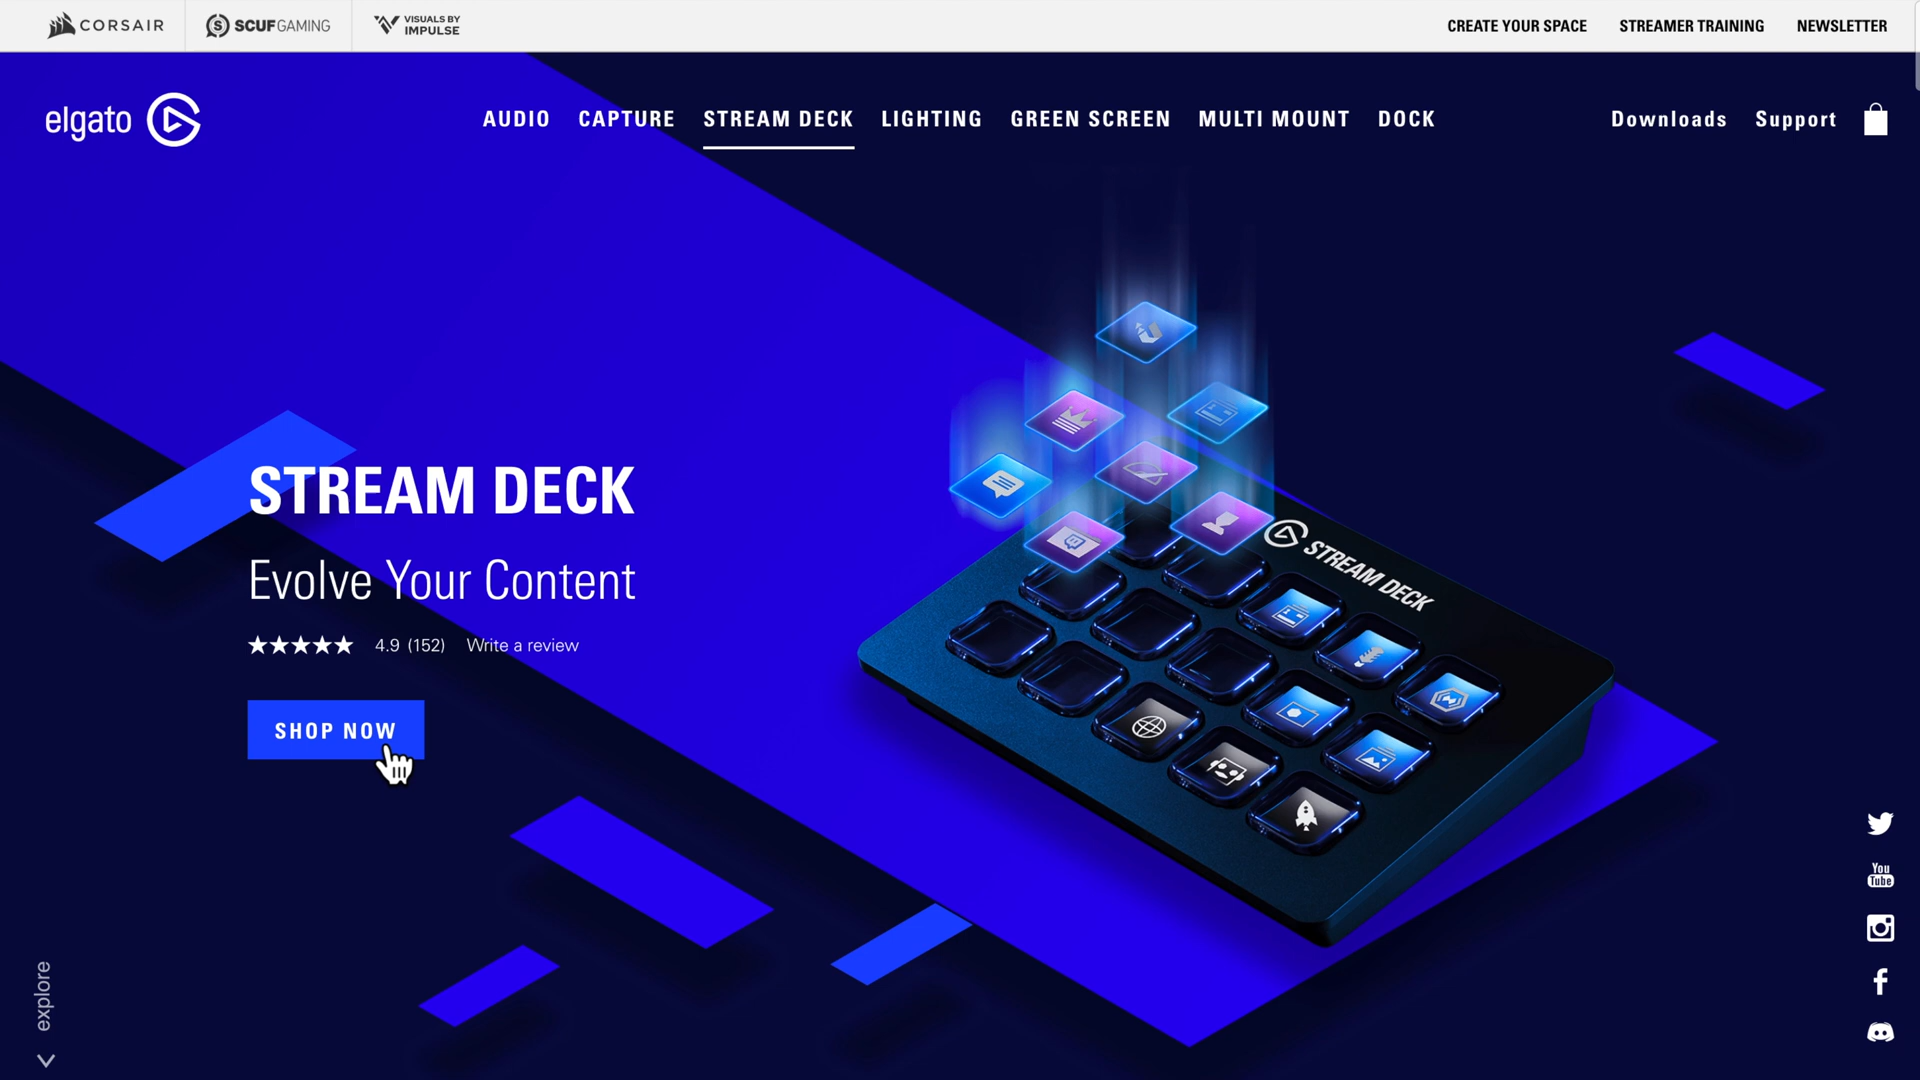 CORSAIR
SCUFGAMING
VISUALS BY
IMPULSE
CREATE YOUR SPACE
STREAMER TRAINING
NEWSLETTER
elgato
AUDIO
CAPTURE
STREAM DECK
LIGHTING
GREEN SCREEN
MULTI MOUNT
DOCK
Downloads
Support
STREAM DECK
Evolve Your Content
4.9 (152)
Write a review
SHOP NOW
STREAM DECK
You
Tube
explore